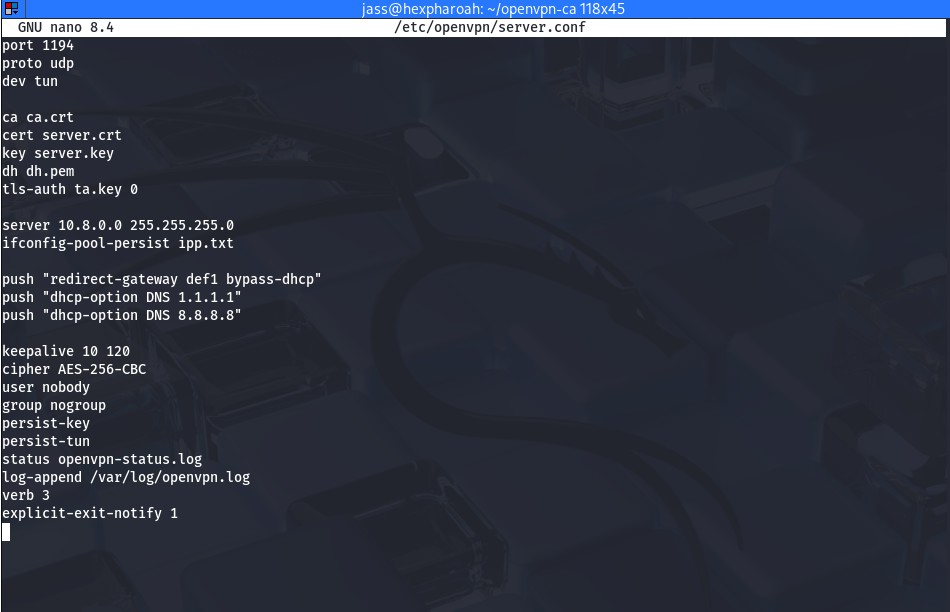 jass@hexpharoah: ~/openvpn-ca 118x45
GNU nano 8.4 /etc/openvpn/server.conf
port 1194
proto udp
dev tun
ca ca.crt
cert server.crt
key server.key
dh dh.pem
tls-auth ta.key 0
server 10.8.0.0 255.255.255.0
ifconfig-pool-persist ipp.txt
push "redirect-gateway def1 bypass-dhcp"
push "dhcp-option DNS 1.1.1.1"
push "dhcp-option DNS 8.8.8.8"
keepalive 10 120
cipher AES-256-CBC
user nobody
group nogroup
persist-key
persist-tun
status openvpn-status.log
log-append /var/log/openvpn.log
verb 3
explicit-exit-notify 1